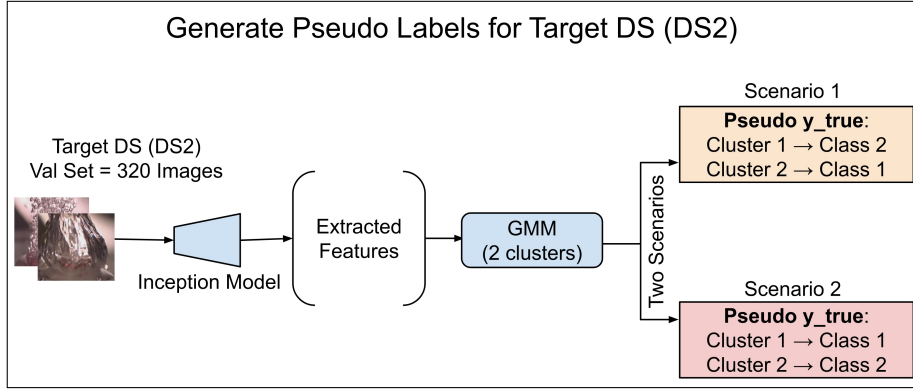 Generate Pseudo Labels for Target DS (DS2)
Target DS (DS2)
Val Set = 320 Images
Inception Model
Extracted
Features
GMM
(2 clusters)
Two Scenarios
Scenario 1
Pseudo y_true:
Cluster 1 → Class 2
Cluster 2 → Class 1
Scenario 2
Pseudo y_true:
Cluster 1 → Class 1
Cluster 2 → Class 2